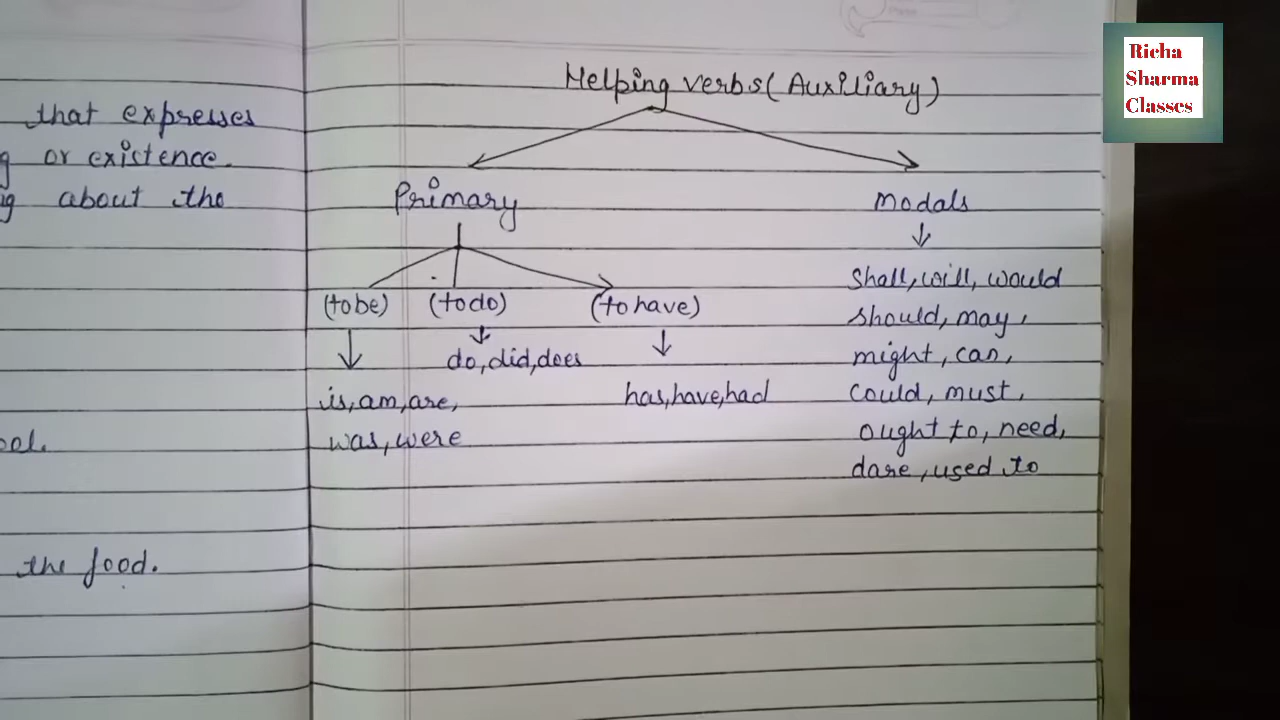 that expresses
or existence.
about the
oal.
the food.
Helping verbs (Auxiliary)
Primary
Modals
(to be) (to do) (to have)
do, did, does
is, am, are,
was, were
has, have, had
Shall, will, would
should, may,
might, can,
could, must,
ought to, need,
dare, used to
Richa
Sharma
Classes